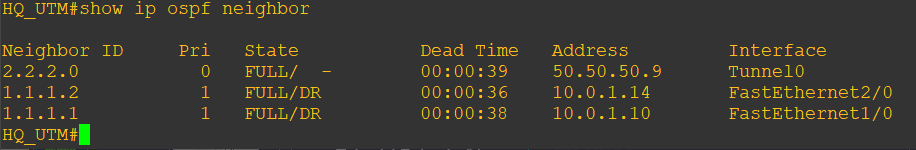 HQ_UTM#show ip ospf neighbor
Neighbor ID     Pri   State           Dead Time   Address         Interface
2.2.2.0           0   FULL/  -        00:00:39    50.50.50.9      Tunnel0
1.1.1.2           1   FULL/DR         00:00:36    10.0.1.14       FastEthernet2/0
1.1.1.1           1   FULL/DR         00:00:38    10.0.1.10       FastEthernet1/0
HQ_UTM#